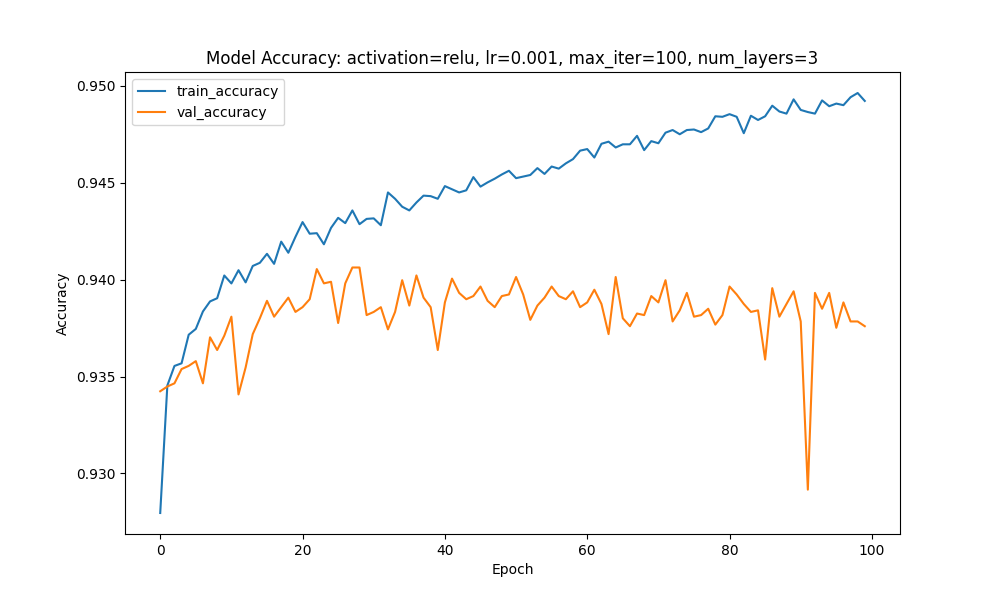 Model Accuracy: activation=relu, lr=0.001, max_iter=100, num_layers=3
train_accuracy
val_accuracy
0.950
0.945
0.940
0.935
0.930
Accuracy
0 20 40 60 80 100
Epoch